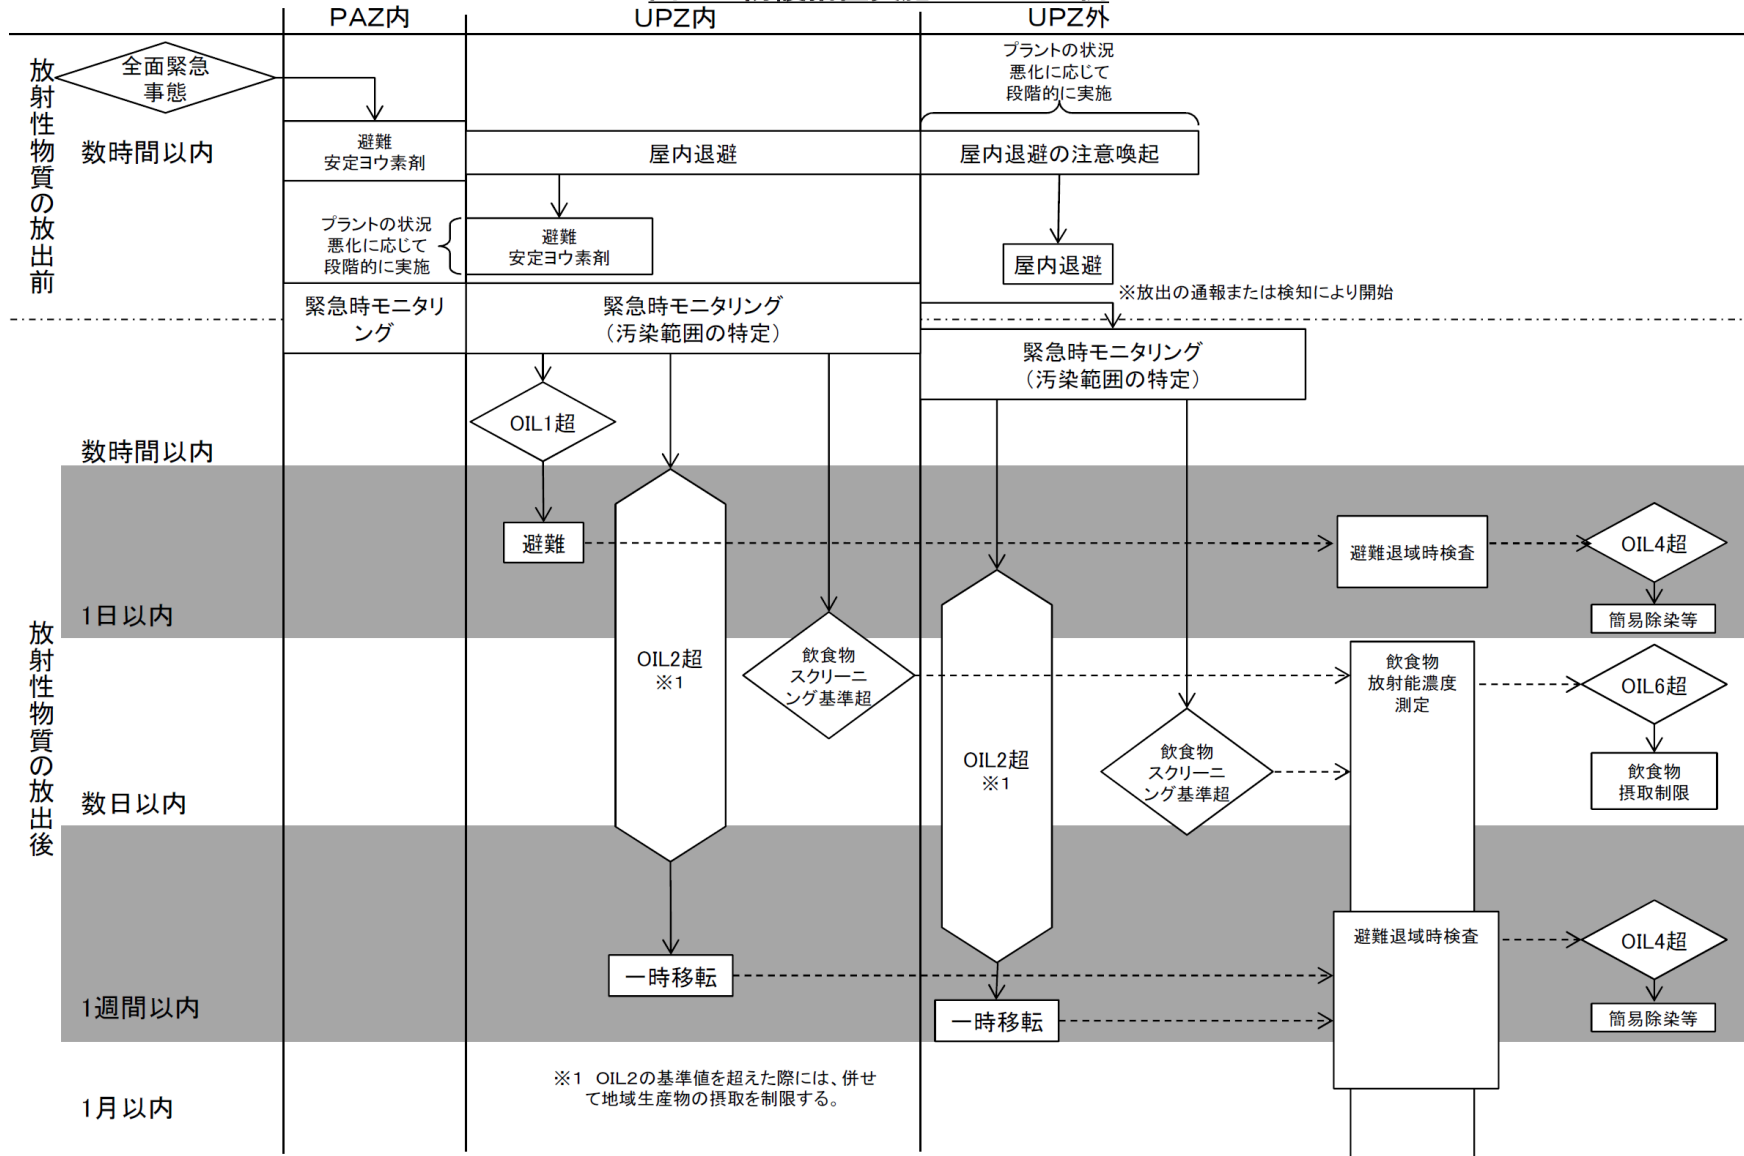 PAZ内
UPZ内
UPZ外
放射性物質の放出前
全面緊急
事態
プラントの状況
悪化に応じて
段階的に実施
数時間以内
避難
安定ヨウ素剤
屋内退避
屋内退避の注意喚起
プラントの状況
悪化に応じて
段階的に実施
避難
安定ヨウ素剤
屋内退避
※放出の通報または検知により開始
緊急時モニタリ
ング
緊急時モニタリング
（汚染範囲の特定）
緊急時モニタリング
（汚染範囲の特定）
放射性物質の放出後
OIL1超
数時間以内
避難
避難退域時検査
OIL4超
1日以内
簡易除染等
OIL2超
※1
飲食物
スクリーニ
ング基準超
飲食物
放射能濃度
測定
OIL6超
OIL2超
※1
飲食物
スクリーニ
ング基準超
飲食物
摂取制限
数日以内
避難退域時検査
OIL4超
一時移転
1週間以内
一時移転
簡易除染等
※1　OIL2の基準値を超えた際には、併せ
て地域生産物の摂取を制限する。
1月以内